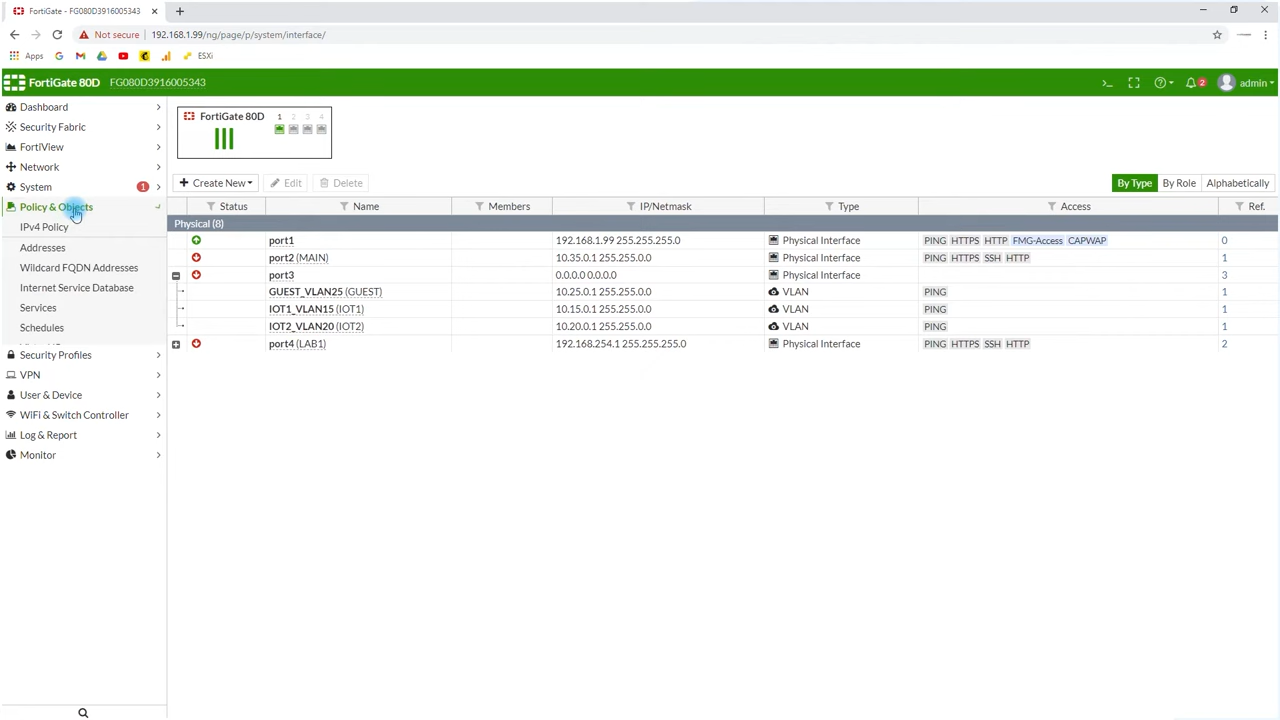 FortiGate - FG080D3916005343
Not secure 192.168.1.99/ng/page/p/system/interface/
Apps ESXi
FortiGate 80D FG080D3916005343
2 admin
Dashboard
Security Fabric
FortiView
Network
System 1
Policy & Objects
IPv4 Policy
Addresses
Wildcard FQDN Addresses
Internet Service Database
Services
Schedules
Security Profiles
VPN
User & Device
WiFi & Switch Controller
Log & Report
Monitor
FortiGate 80D 1 2 3 4
Create New Edit Delete By Type By Role Alphabetically
Status Name Members IP/Netmask Type Access Ref.
Physical (8)
port1 192.168.1.99 255.255.255.0 Physical Interface PING HTTPS HTTP FMG-Access CAPWAP 0
port2 (MAIN) 10.35.0.1 255.255.0.0 Physical Interface PING HTTPS SSH HTTP 1
port3 0.0.0.0 0.0.0.0 Physical Interface 3
GUEST_VLAN25 (GUEST) 10.25.0.1 255.255.0.0 VLAN PING 1
IOT1_VLAN15 (IOT1) 10.15.0.1 255.255.0.0 VLAN PING 1
IOT2_VLAN20 (IOT2) 10.20.0.1 255.255.0.0 VLAN PING 1
port4 (LAB1) 192.168.254.1 255.255.255.0 Physical Interface PING HTTPS SSH HTTP 2